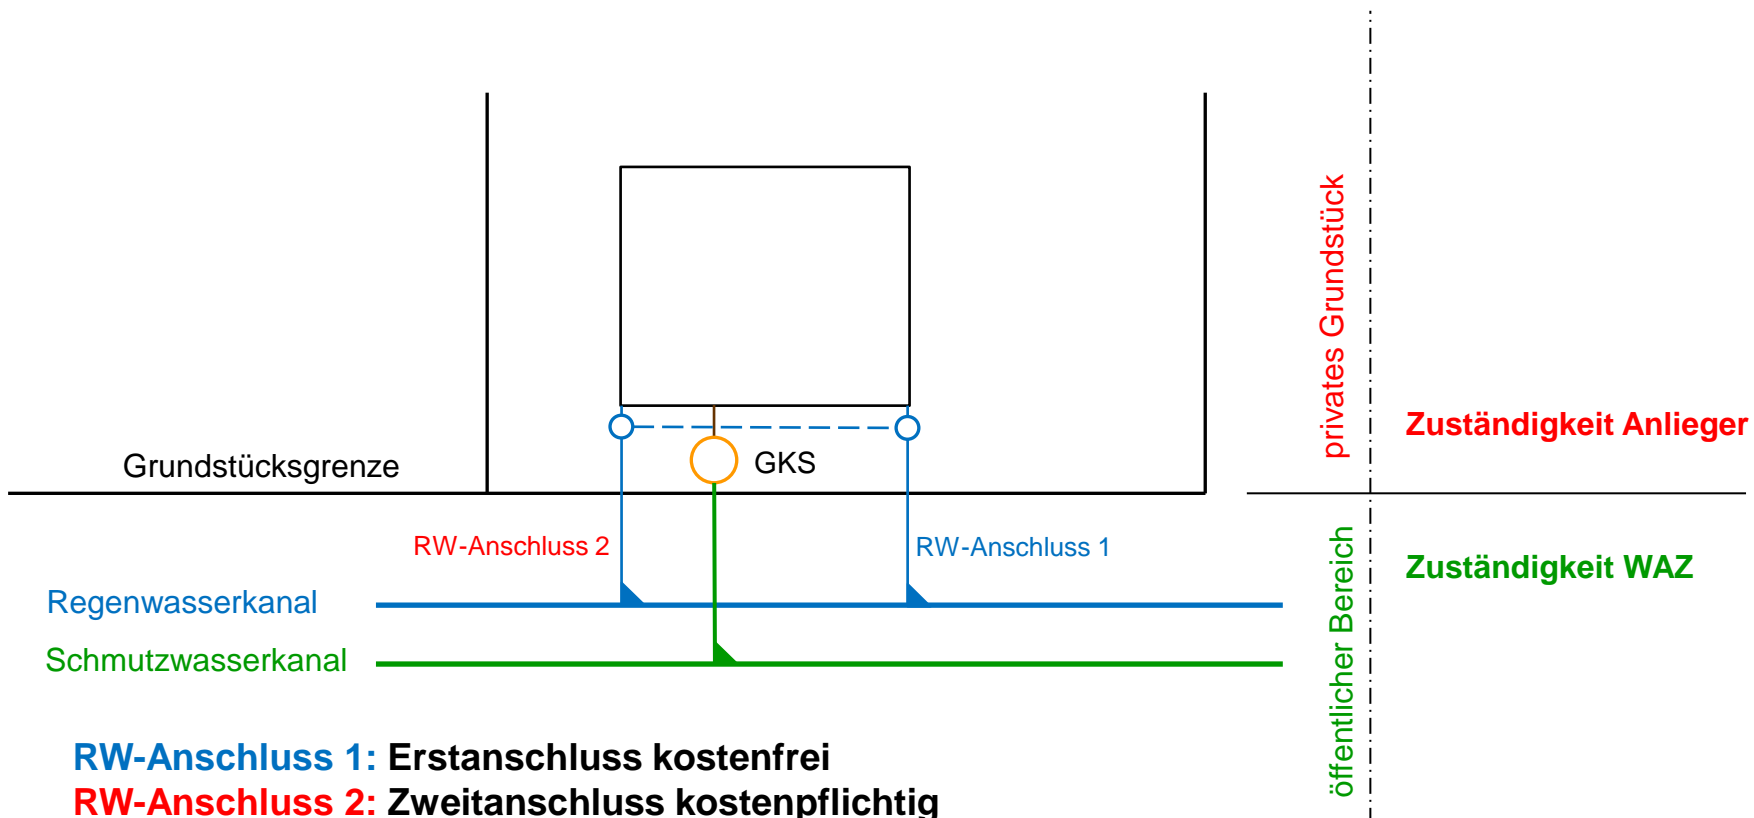 privates Grundstück
Zuständigkeit Anlieger
Grundstücksgrenze
GKS
RW-Anschluss 2
RW-Anschluss 1
öffentlicher Bereich
Zuständigkeit WAZ
Regenwasserkanal
Schmutzwasserkanal
RW-Anschluss 1: Erstanschluss kostenfrei
RW-Anschluss 2: Zweitanschluss kostenpflichtig